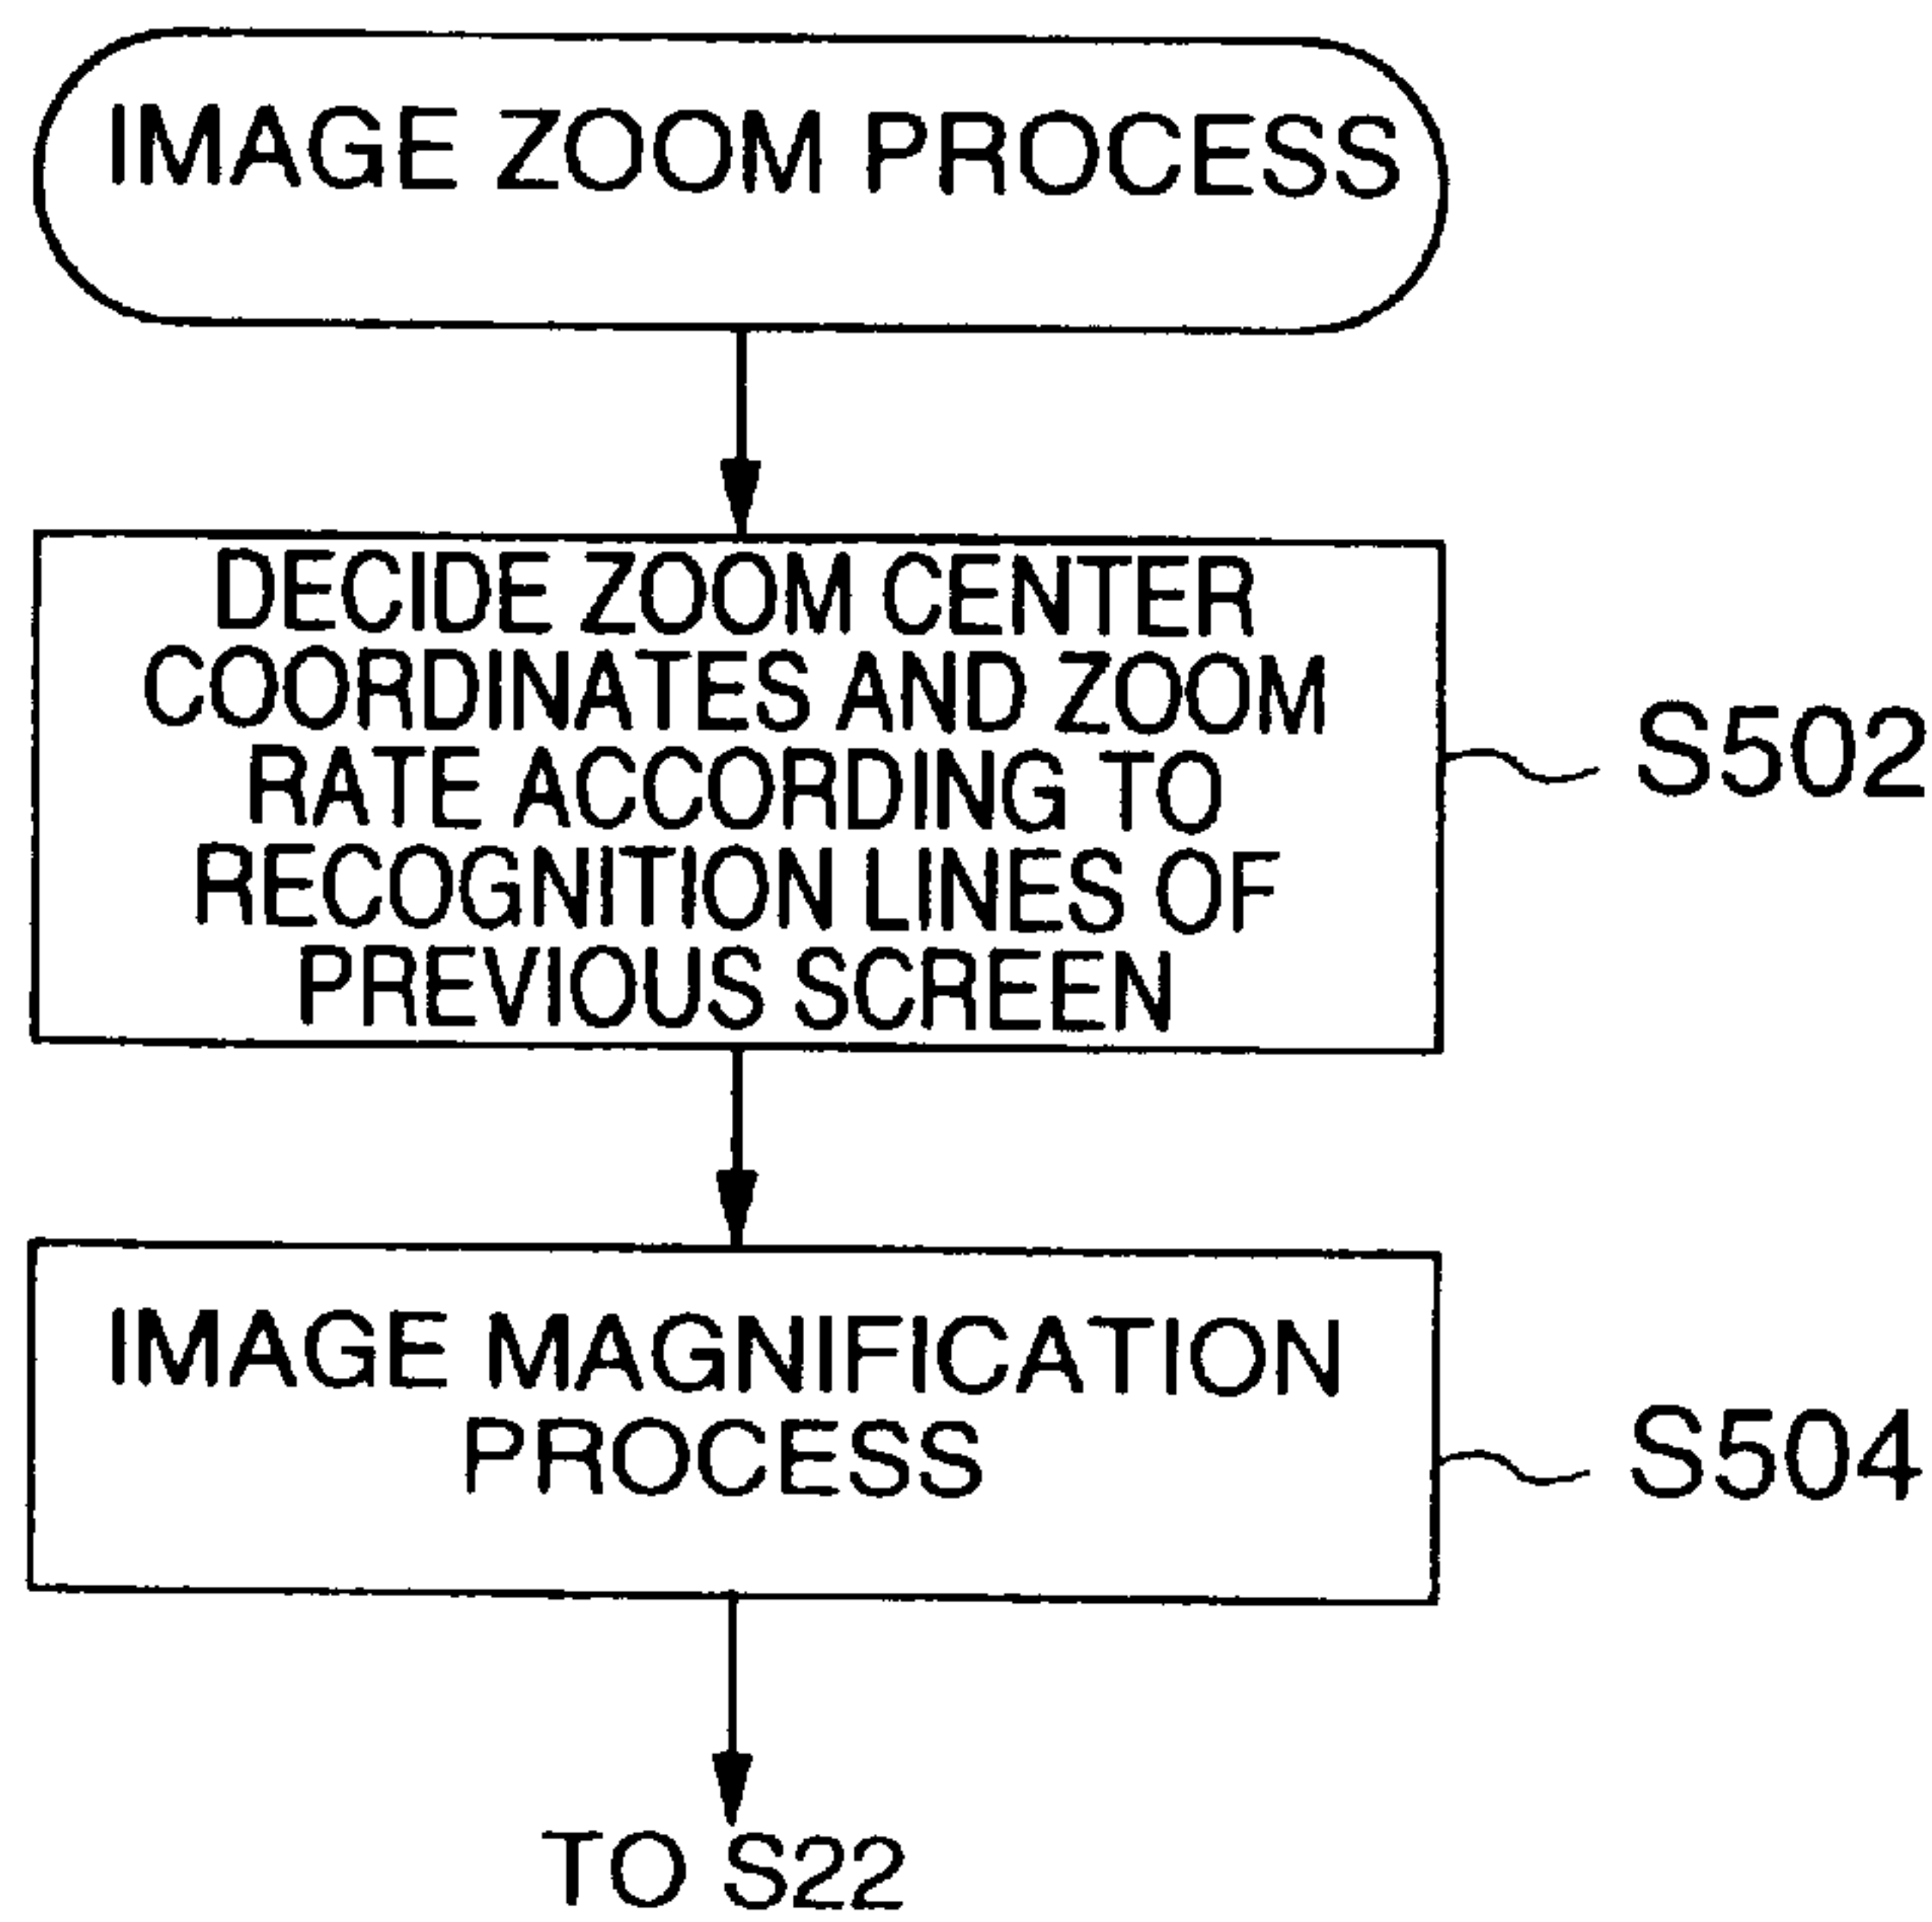 IMAGE ZOOM PROCESS
DECIDE ZOOM CENTER
COORDINATES AND ZOOM
RATE ACCORDING TO
RECOGNITION LINES OF
PREVIOUS SCREEN
S502
IMAGE MAGNIFICATION
PROCESS
S504
TO S22